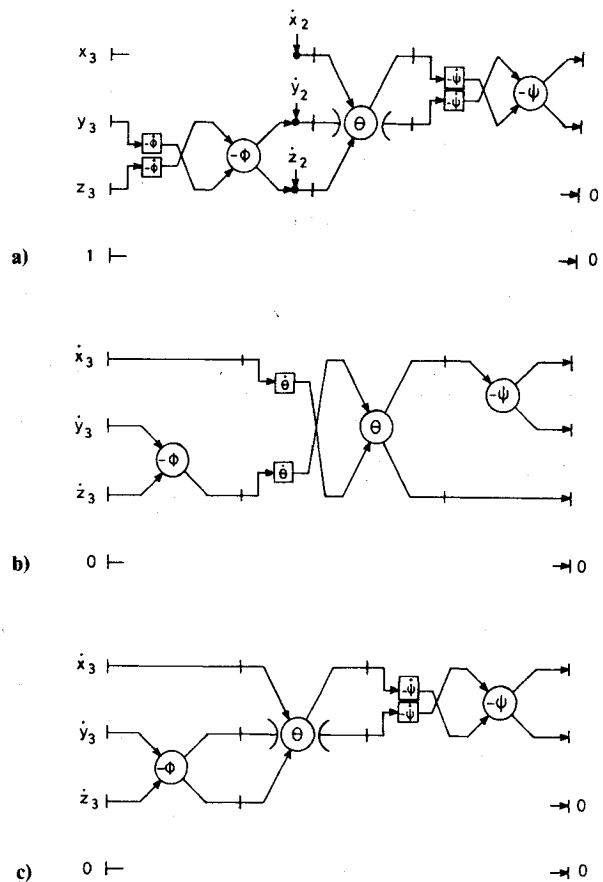 ẋ₂
x₃
-ψ̇
-ψ̇
-ψ
y₃
ẏ₂
θ
-ϕ̇
-ϕ̇
-ϕ
z₃
ż₂
0
a) 1 0
ẋ₃
θ̇
-ψ
ẏ₃
θ
-ϕ
θ̇
ż₃
b) 0 0
ẋ₃
-ψ̇
-ψ̇
-ψ
ẏ₃
θ
-ϕ
ż₃
0
c) 0 0